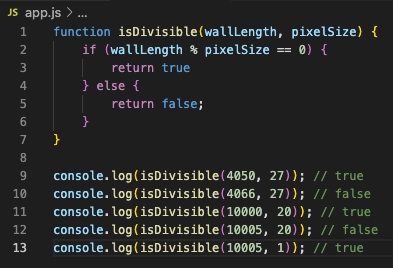 JS app.js > ...
1 function isDivisible(wallLength, pixelSize) {
2     if (wallLength % pixelSize == 0) {
3         return true
4     } else {
5         return false;
6     }
7 }
8
9 console.log(isDivisible(4050, 27)); // true
10 console.log(isDivisible(4066, 27)); // false
11 console.log(isDivisible(10000, 20)); // true
12 console.log(isDivisible(10005, 20)); // false
13 console.log(isDivisible(10005, 1)); // true